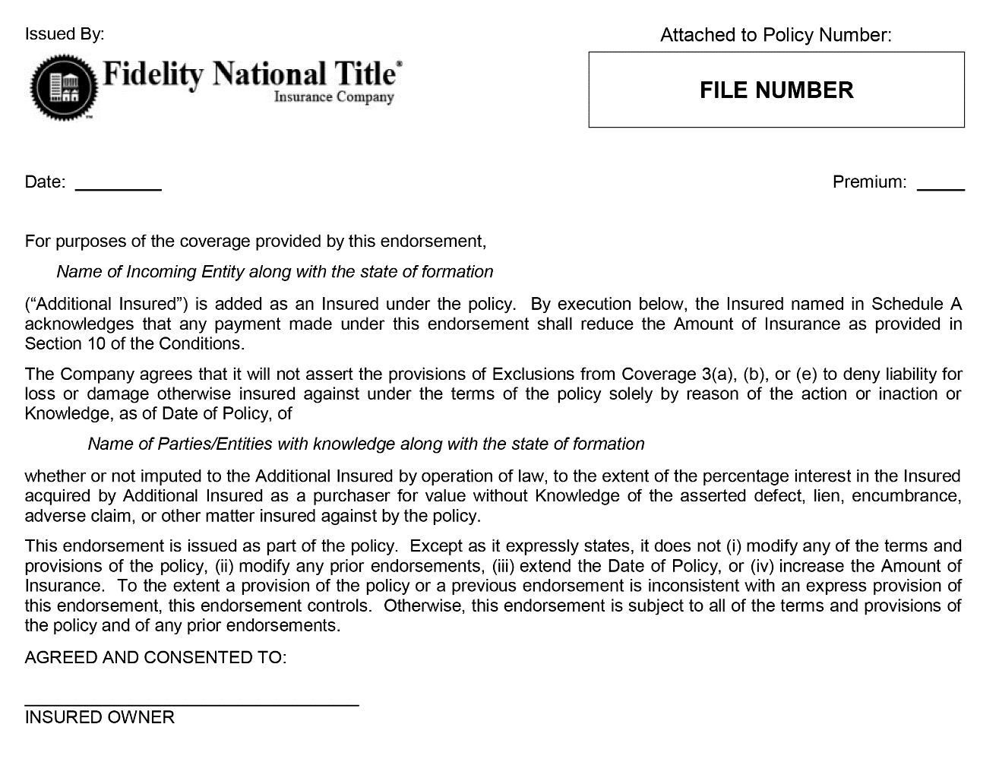 Issued By:
Attached to Policy Number:
Fidelity National Title®
Insurance Company
TM
FILE NUMBER
Date:
Premium:
For purposes of the coverage provided by this endorsement,
Name of Incoming Entity along with the state of formation
(“Additional Insured”) is added as an Insured under the policy.  By execution below, the Insured named in Schedule A
acknowledges that any payment made under this endorsement shall reduce the Amount of Insurance as provided in
Section 10 of the Conditions.
The Company agrees that it will not assert the provisions of Exclusions from Coverage 3(a), (b), or (e) to deny liability for
loss or damage otherwise insured against under the terms of the policy solely by reason of the action or inaction or
Knowledge, as of Date of Policy, of
Name of Parties/Entities with knowledge along with the state of formation
whether or not imputed to the Additional Insured by operation of law, to the extent of the percentage interest in the Insured
acquired by Additional Insured as a purchaser for value without Knowledge of the asserted defect, lien, encumbrance,
adverse claim, or other matter insured against by the policy.
This endorsement is issued as part of the policy.  Except as it expressly states, it does not (i) modify any of the terms and
provisions of the policy, (ii) modify any prior endorsements, (iii) extend the Date of Policy, or (iv) increase the Amount of
Insurance.  To the extent a provision of the policy or a previous endorsement is inconsistent with an express provision of
this endorsement, this endorsement controls.  Otherwise, this endorsement is subject to all of the terms and provisions of
the policy and of any prior endorsements.
AGREED AND CONSENTED TO:
INSURED OWNER